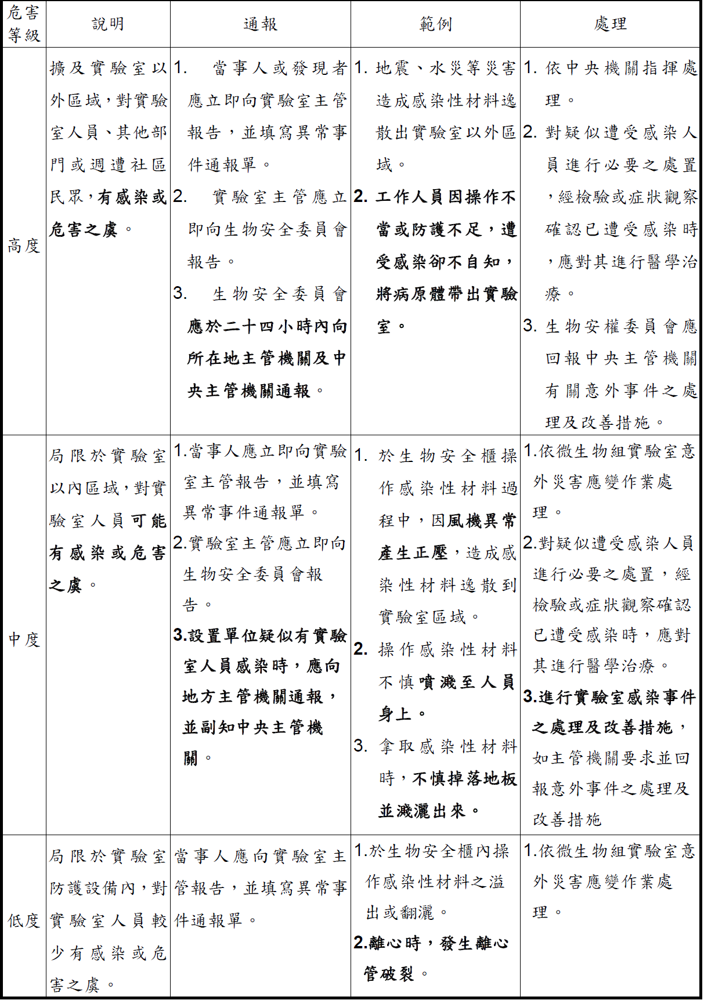 危害
等級
說明
通報
範例
處理
高度
擴及實驗室以
外區域，對實驗
室人員、其他部
門或週遭社區
民眾，有感染或
危害之虞。
1. 當事人或發現者
應立即向實驗室主管
報告，並填寫異常事
件通報單。
2. 實驗室主管應立
即向生物安全委員會
報告。
3. 生物安全委員會
應於二十四小時內向
所在地主管機關及中
央主管機關通報。
1. 地震、水災等災害
造成感染性材料逸
散出實驗室以外區
域。
2. 工作人員因操作不
當或防護不足，遭
受感染卻不自知，
將病原體帶出實驗
室。
1. 依中央機關指揮處
理。
2. 對疑似遭受感染人
員進行必要之處置
，經檢驗或症狀觀察
確認已遭受感染時
，應對其進行醫學治
療。
3. 生物安權委員會應
回報中央主管機關
有關意外事件之處
理及改善措施。
中度
局限於實驗室
以內區域，對實
驗室人員可能
有感染或危害
之虞。
1.當事人應立即向實驗
室主管報告，並填寫
異常事件通報單。
2.實驗室主管應立即向
生物安全委員會報
告。
3.設置單位疑似有實驗
室人員感染時，應向
地方主管機關通報，
並副知中央主管機
關。
1. 於生物安全櫃操
作感染性材料過
程中，因風機異常
產生正壓，造成感
染性材料逸散到
實驗室區域。
2. 操作感染性材料
不慎噴濺至人員
身上。
3. 拿取感染性材料
時，不慎掉落地板
並濺灑出來。
1.依微生物組實驗室意
外災害應變作業處
理。
2.對疑似遭受感染人員
進行必要之處置，經
檢驗或症狀觀察確認
已遭受感染時，應對
其進行醫學治療。
3.進行實驗室感染事件
之處理及改善措施，
如主管機關要求並回
報意外事件之處理及
改善措施
低度
局限於實驗室
防護設備內，對
實驗室人員較
少有感染或危
害之虞。
當事人應向實驗室主
管報告，並填寫異常事
件通報單。
1.於生物安全櫃內操
作感染性材料之溢
出或翻灑。
2.離心時，發生離心
管破裂。
1.依微生物組實驗室意
外災害應變作業處
理。